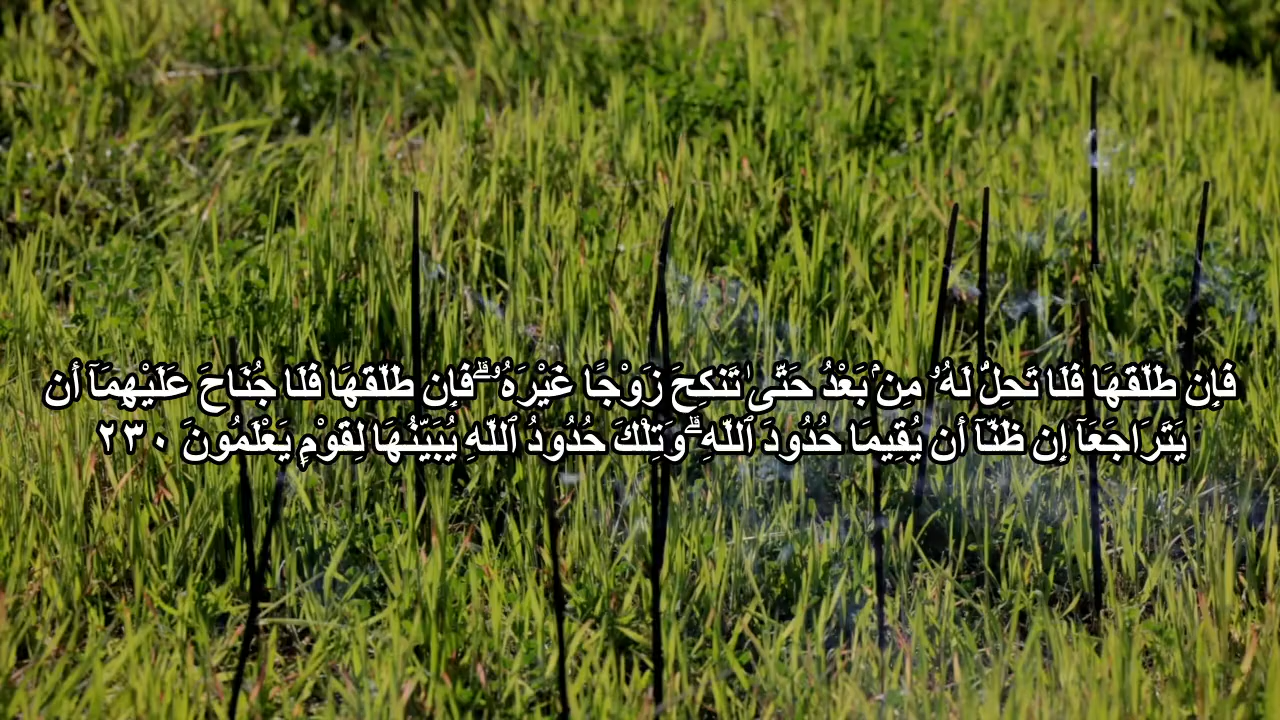 فَإِن طَلَّقَهَا فَلَا تَحِلُّ لَهُۥ مِنۢ بَعْدُ حَتَّىٰ تَنكِحَ زَوْجًا غَيْرَهُۥ ۗ فَإِن طَلَّقَهَا فَلَا جُنَاحَ عَلَيْهِمَآ أَن
يَتَرَاجَعَآ إِن ظَنَّآ أَن يُقِيمَا حُدُودَ ٱللَّهِ ۗ وَتِلْكَ حُدُودُ ٱللَّهِ يُبَيِّنُهَا لِقَوْمٍ يَعْلَمُونَ ٢٣٠